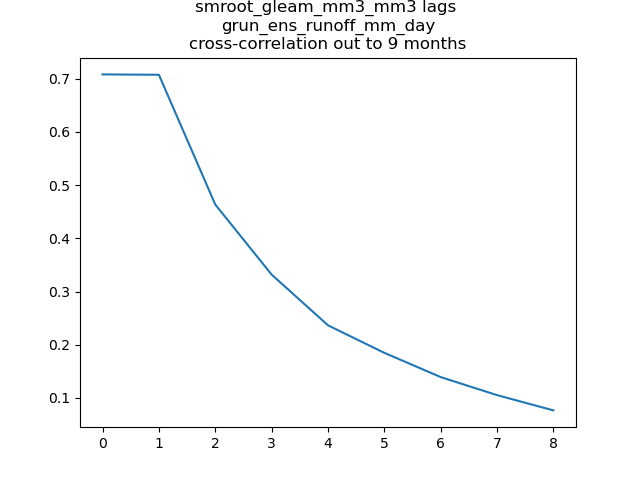 smroot_gleam_mm3_mm3 lags
grun_ens_runoff_mm_day
cross-correlation out to 9 months
0.7
0.6
0.5
0.4
0.3
0.2
0.1
0 1 2 3 4 5 6 7 8